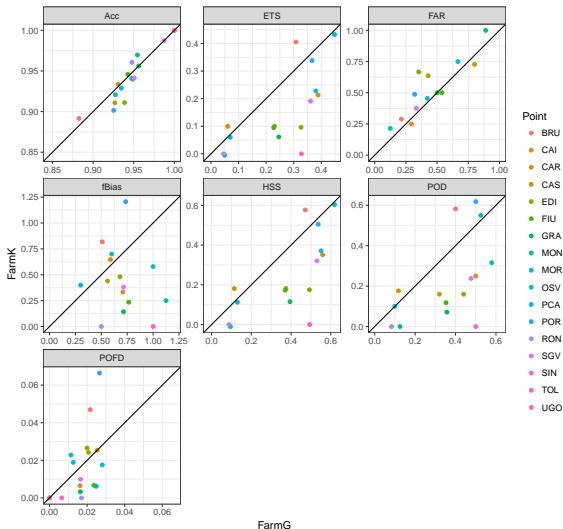 Acc
ETS
FAR
1.00
0.95
0.90
0.85
0.85
0.90
0.95
1.00
0.4
0.3
0.2
0.1
0.0
0.0
0.1
0.2
0.3
0.4
1.00
0.75
0.50
0.25
0.00
0.00
0.25
0.50
0.75
1.00
fBias
HSS
POD
1.25
1.00
0.75
0.50
0.25
0.00
0.00
0.25
0.50
0.75
1.00
1.25
0.6
0.4
0.2
0.0
0.0
0.2
0.4
0.6
0.6
0.4
0.2
0.0
0.0
0.2
0.4
0.6
POFD
0.06
0.04
0.02
0.00
0.00
0.02
0.04
0.06
FarmK
FarmG
Point
BRU
CAI
CAR
CAS
EDI
FIU
GRA
MON
MOR
OSV
PCA
POR
RON
SGV
SIN
TOL
UGO